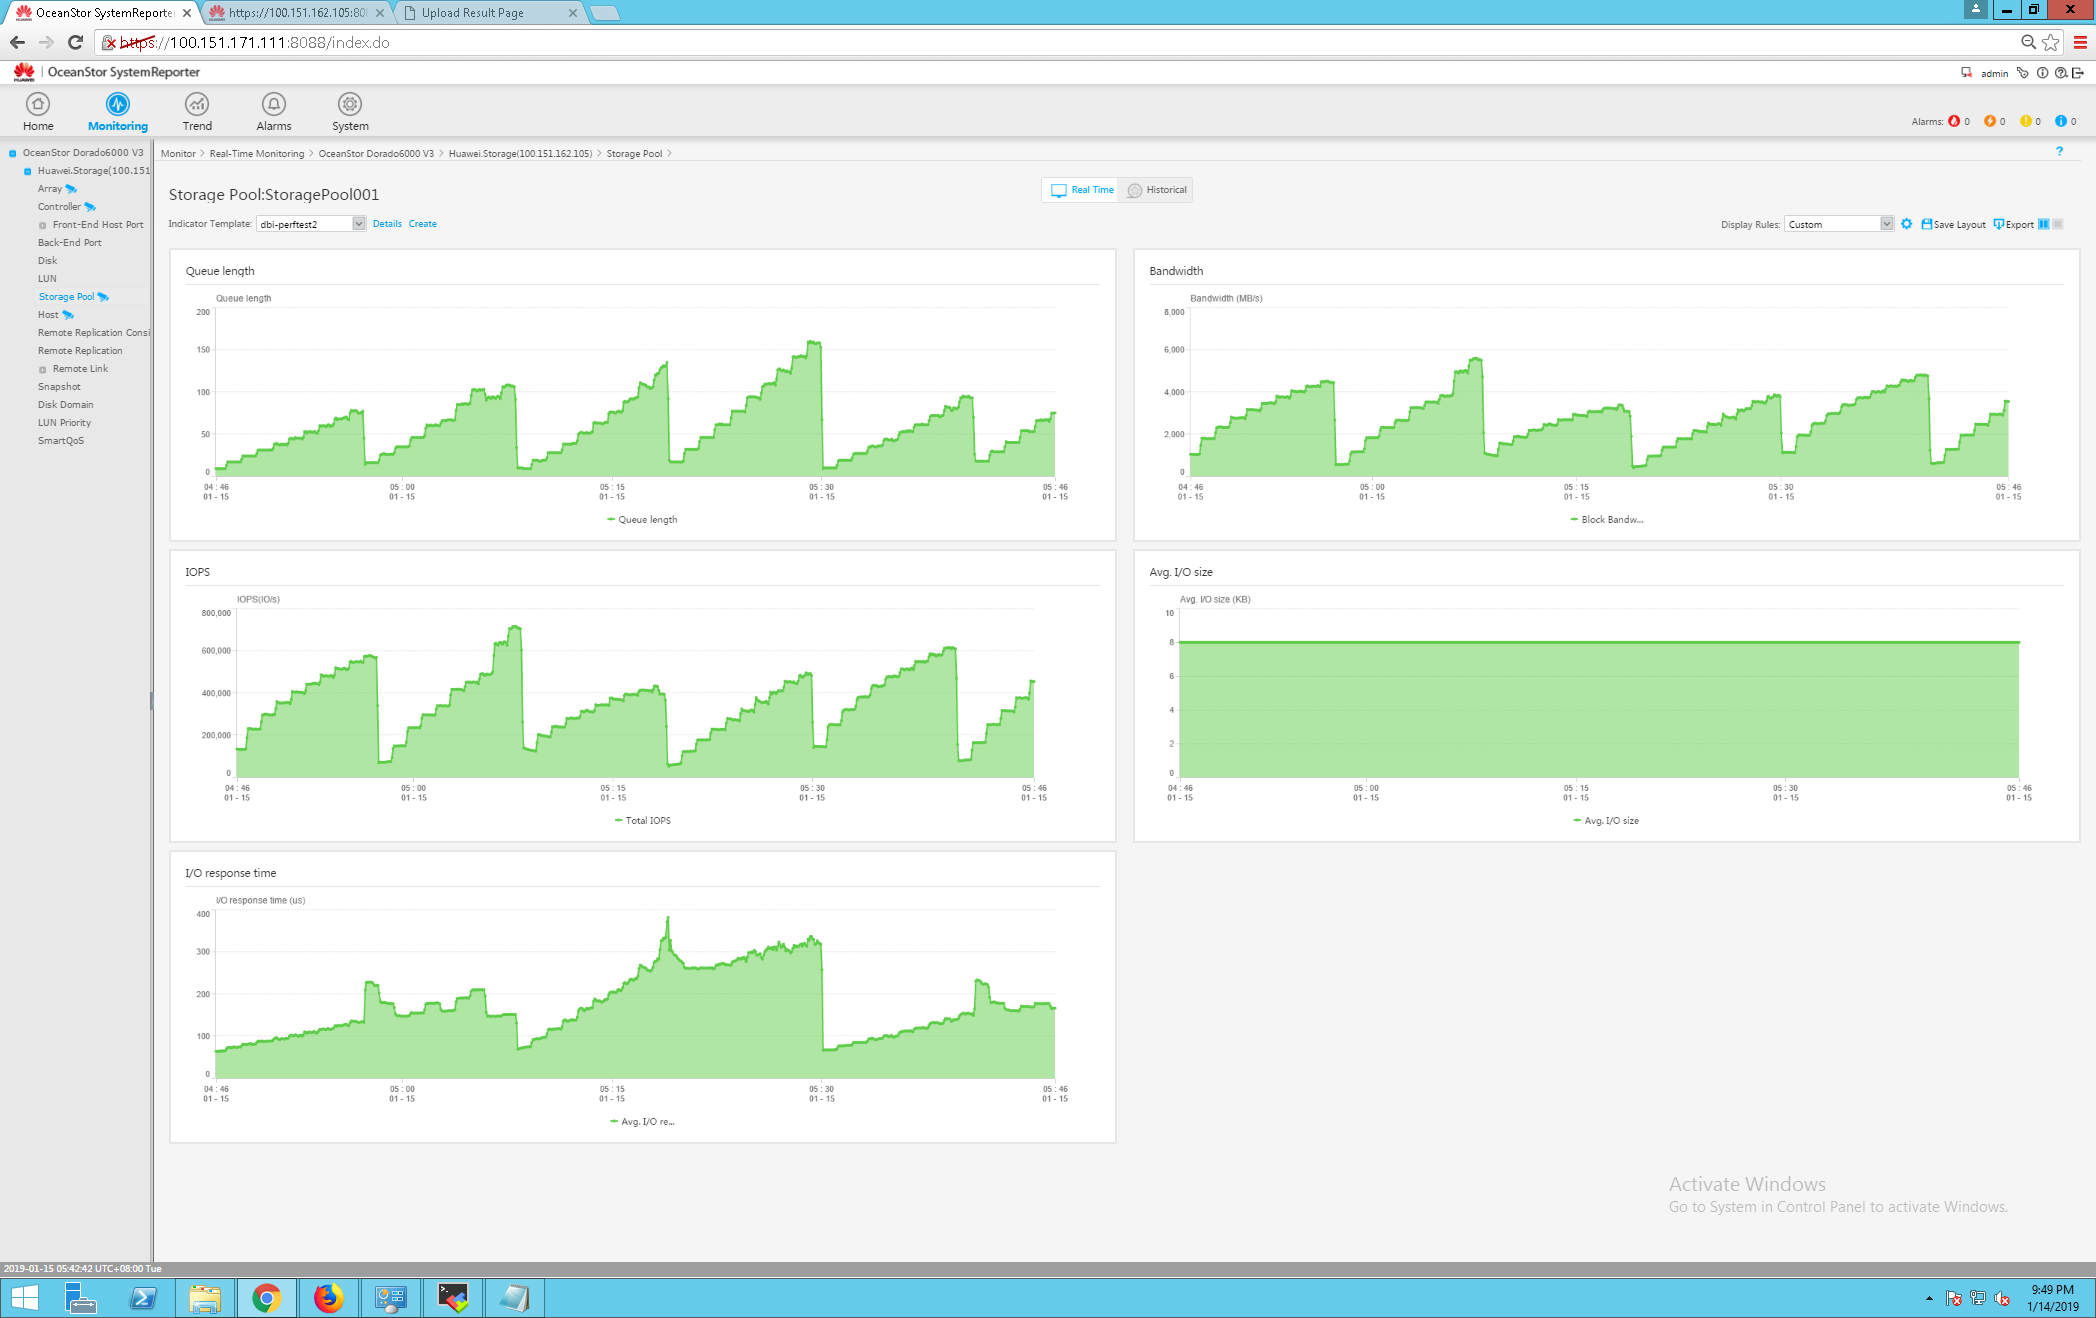 OceanStor SystemReporte
https://100.151.162.105:808
Upload Result Page
https://100.151.171.111:8088/index.do
HUAWEI
OceanStor SystemReporter
admin
Home
Monitoring
Trend
Alarms
System
Alarms: 0 0 0 0
OceanStor Dorado6000 V3
Huawei.Storage(100.151
Array
Controller
Front-End Host Port
Back-End Port
Disk
LUN
Storage Pool
Host
Remote Replication Consi
Remote Replication
Remote Link
Snapshot
Disk Domain
LUN Priority
SmartQoS
Monitor > Real-Time Monitoring > OceanStor Dorado6000 V3 > Huawei.Storage(100.151.162.105) > Storage Pool >
?
Storage Pool:StoragePool001
Real Time
Historical
Indicator Template: dbi-perftest2 Details Create
Display Rules: Custom Save Layout Export
Queue length
Queue length
200
150
100
50
0
04 : 46 05 : 00 05 : 15 05 : 30 05 : 46
01 - 15 01 - 15 01 - 15 01 - 15 01 - 15
Queue length
Bandwidth
Bandwidth (MB/s)
8,000
6,000
4,000
2,000
0
04 : 46 05 : 00 05 : 15 05 : 30 05 : 46
01 - 15 01 - 15 01 - 15 01 - 15 01 - 15
Block Bandw...
IOPS
IOPS(IO/s)
800,000
600,000
400,000
200,000
0
04 : 46 05 : 00 05 : 15 05 : 30 05 : 46
01 - 15 01 - 15 01 - 15 01 - 15 01 - 15
Total IOPS
Avg. I/O size
Avg. I/O size (KB)
10
8
6
4
2
0
04 : 46 05 : 00 05 : 15 05 : 30 05 : 46
01 - 15 01 - 15 01 - 15 01 - 15 01 - 15
Avg. I/O size
I/O response time
I/O response time (us)
400
300
200
100
0
04 : 46 05 : 00 05 : 15 05 : 30 05 : 46
01 - 15 01 - 15 01 - 15 01 - 15 01 - 15
Avg. I/O re...
Activate Windows
Go to System in Control Panel to activate Windows.
2019-01-15 05:42:42 UTC+08:00 Tue
9:49 PM
1/14/2019